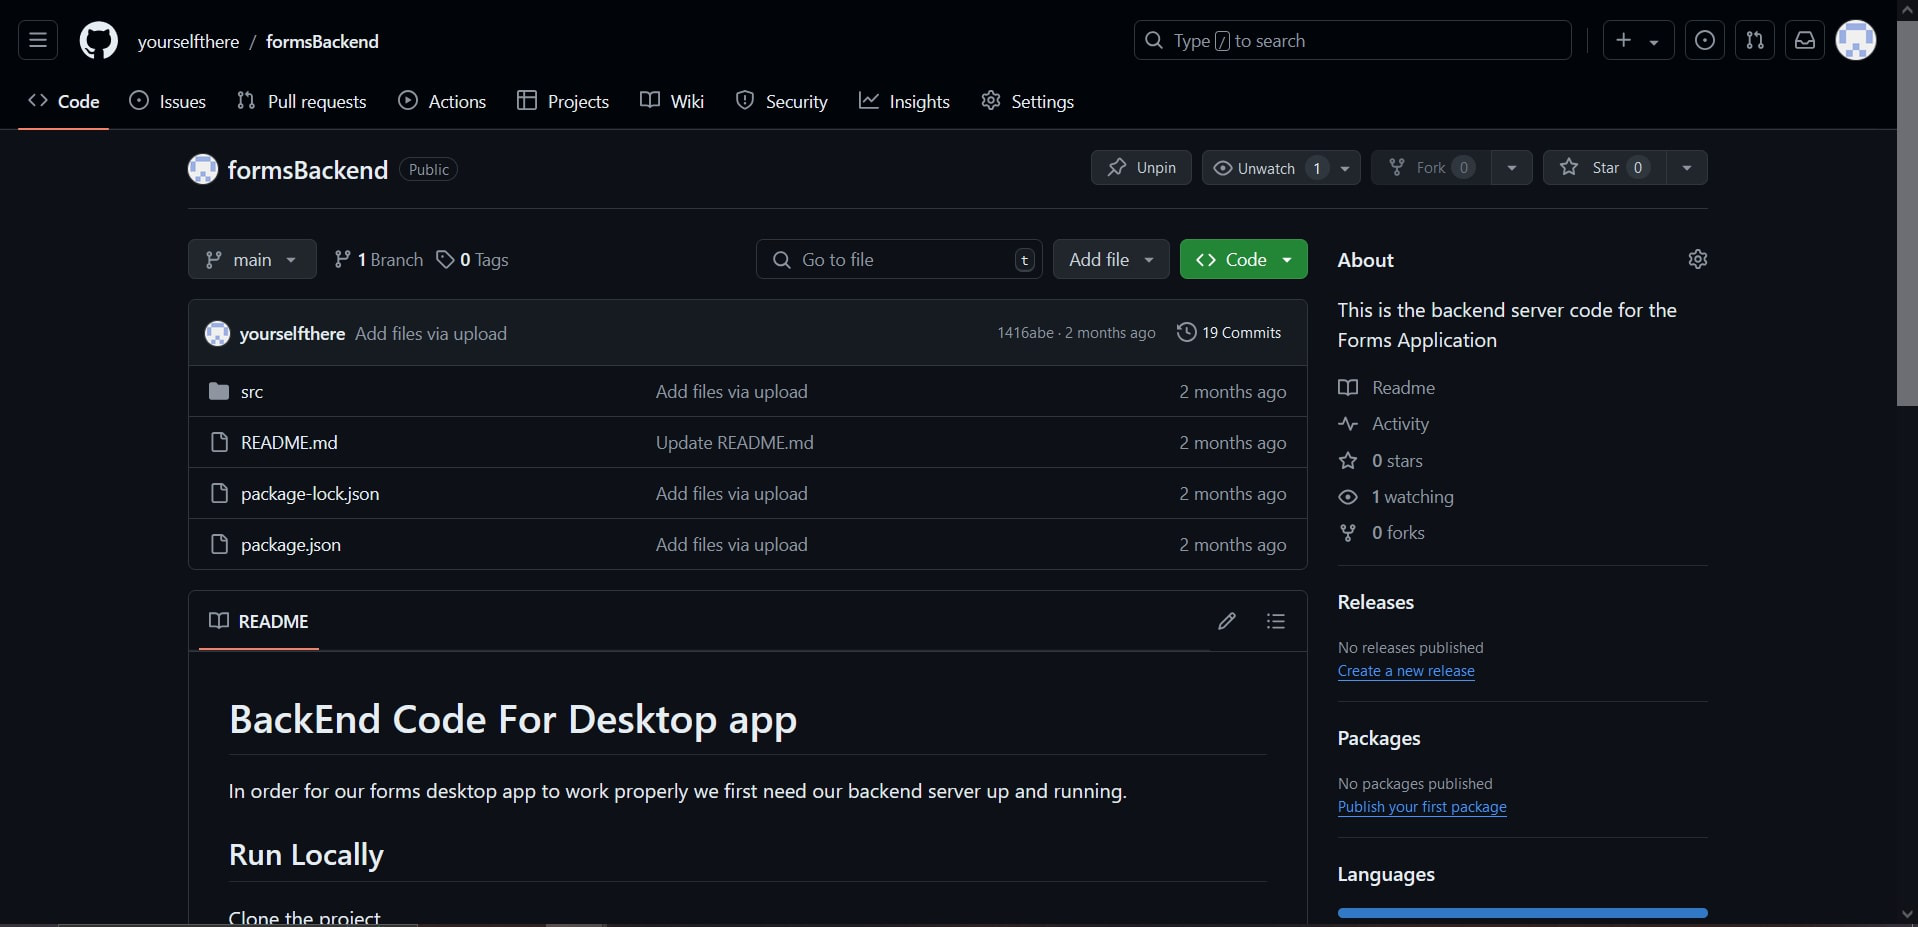 yourselfthere / formsBackend
Type / to search
Code Issues Pull requests Actions Projects Wiki Security Insights Settings
formsBackend Public
Unpin Unwatch 1 Fork 0 Star 0
main 1 Branch 0 Tags
Go to file t Add file Code
yourselfthere Add files via upload 1416abe · 2 months ago 19 Commits
src Add files via upload 2 months ago
README.md Update README.md 2 months ago
package-lock.json Add files via upload 2 months ago
package.json Add files via upload 2 months ago
README
BackEnd Code For Desktop app
In order for our forms desktop app to work properly we first need our backend server up and running.
Run Locally
Clone the project
About
This is the backend server code for the
Forms Application
Readme
Activity
0 stars
1 watching
0 forks
Releases
No releases published
Create a new release
Packages
No packages published
Publish your first package
Languages